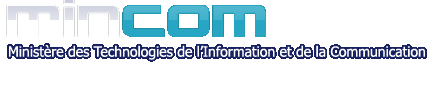 mincom
Ministère des Technologies de l'Information et de la Communication